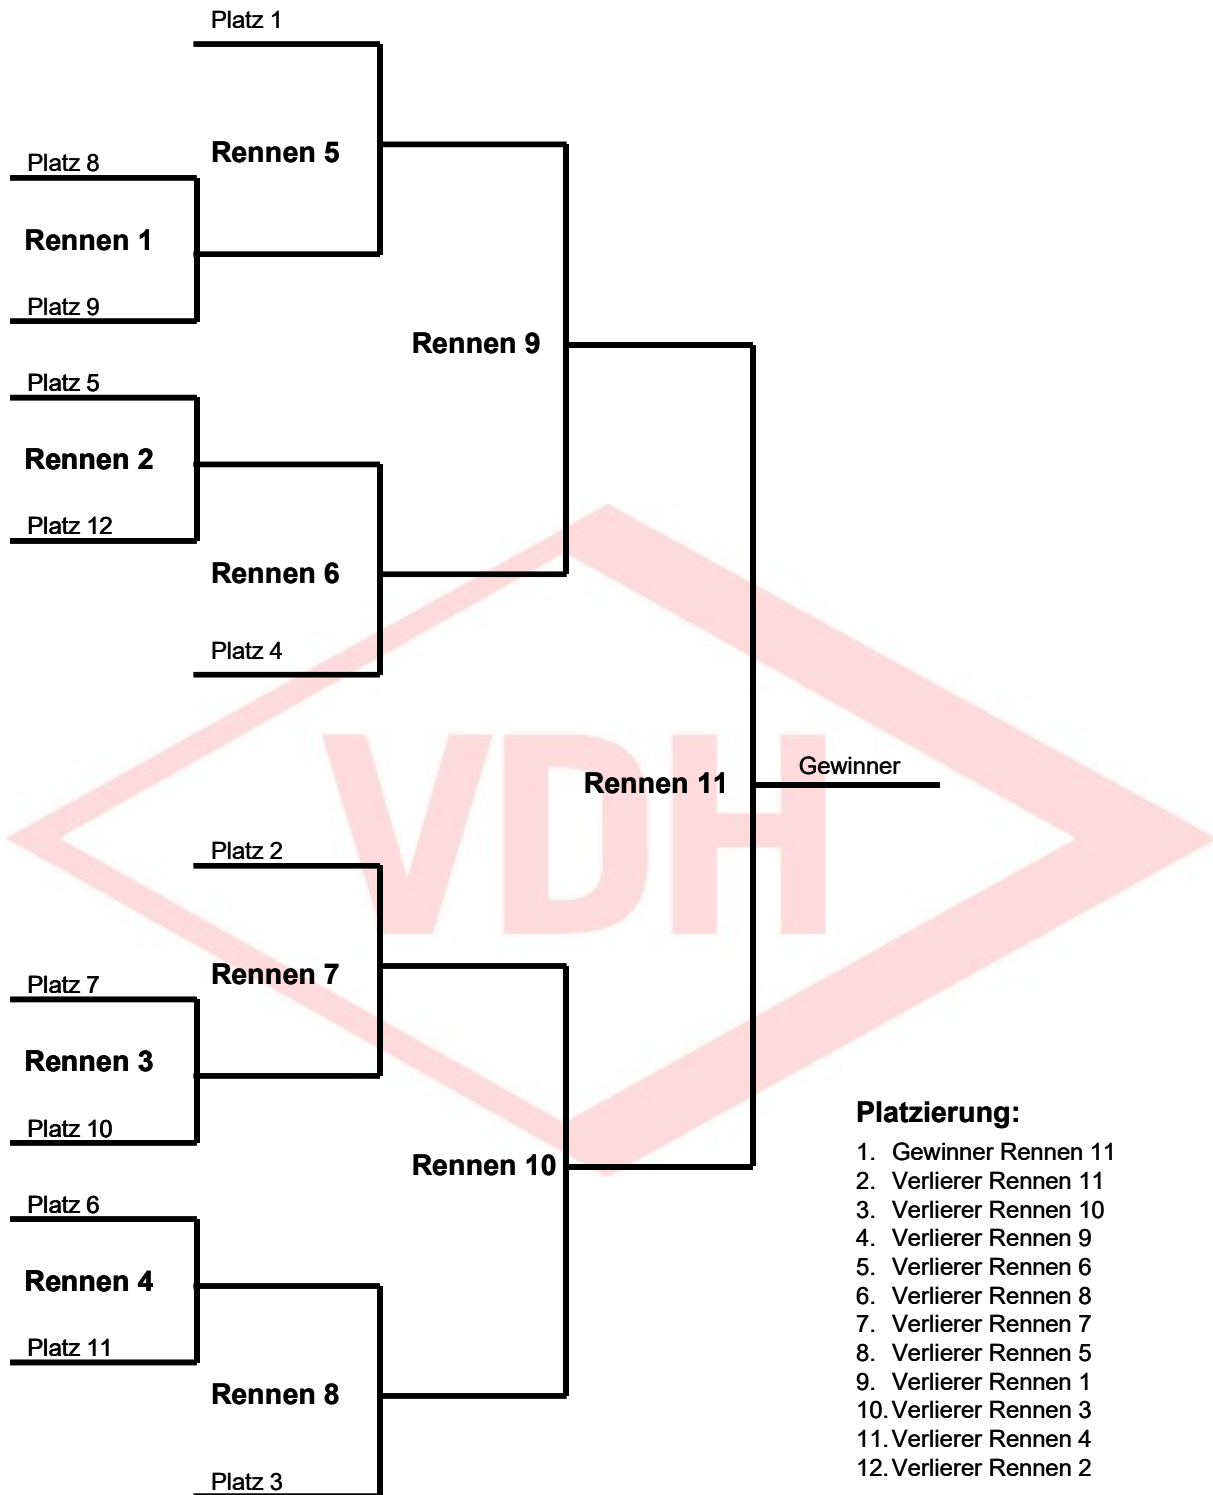 Platz 1
Rennen 5
Platz 8
Rennen 1
Platz 9
Rennen 9
Platz 5
Rennen 2
Platz 12
Rennen 6
Platz 4
VDH
Gewinner
Rennen 11
Platz 2
Rennen 7
Platz 7
Rennen 3
Platz 10
Rennen 10
Platz 6
Rennen 4
Platz 11
Rennen 8
Platz 3
Platzierung:
1. Gewinner Rennen 11
2. Verlierer Rennen 11
3. Verlierer Rennen 10
4. Verlierer Rennen 9
5. Verlierer Rennen 6
6. Verlierer Rennen 8
7. Verlierer Rennen 7
8. Verlierer Rennen 5
9. Verlierer Rennen 1
10. Verlierer Rennen 3
11. Verlierer Rennen 4
12. Verlierer Rennen 2